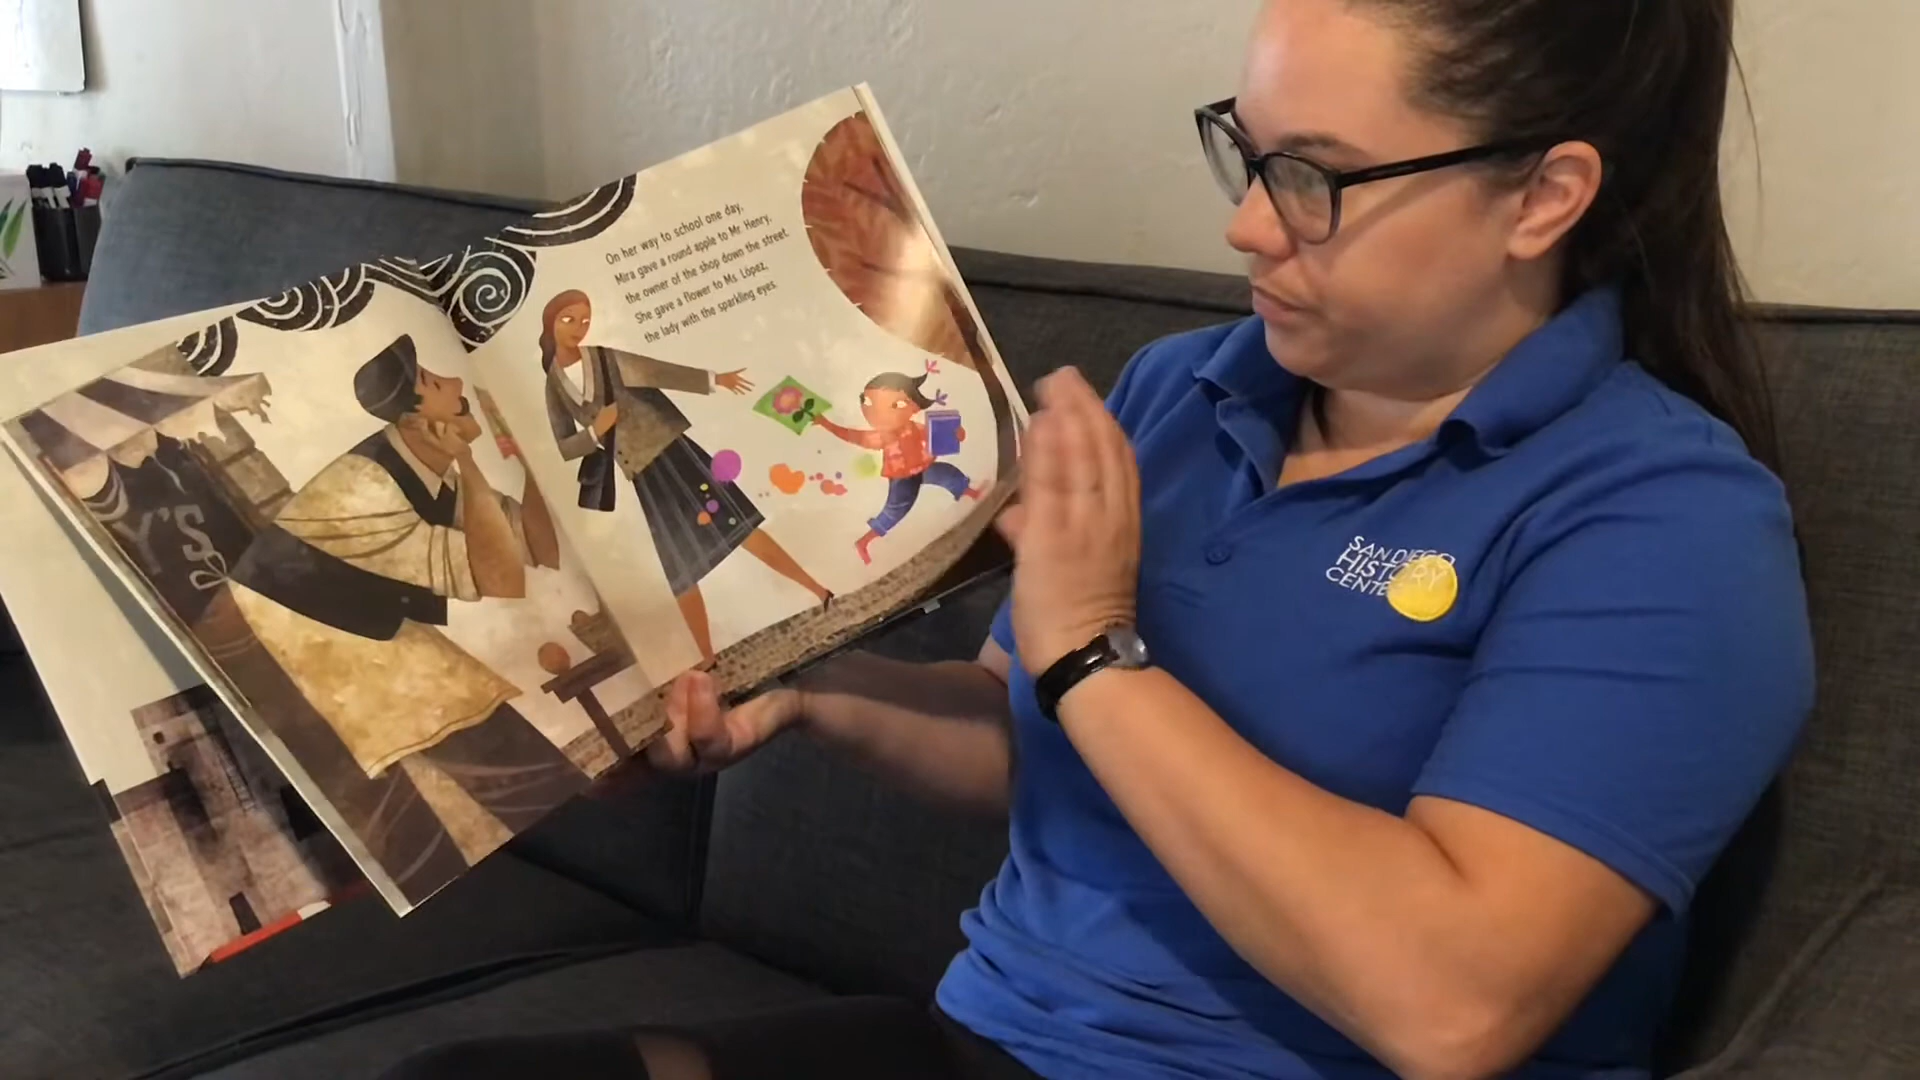 On her way to school one day,
Mira gave a round apple to Mr. Henry,
the owner of the shop down the street.
She gave a flower to Ms. López,
the lady with the sparkling eyes.
Y'S
SAN DIEGO
HISTORY
CENTER